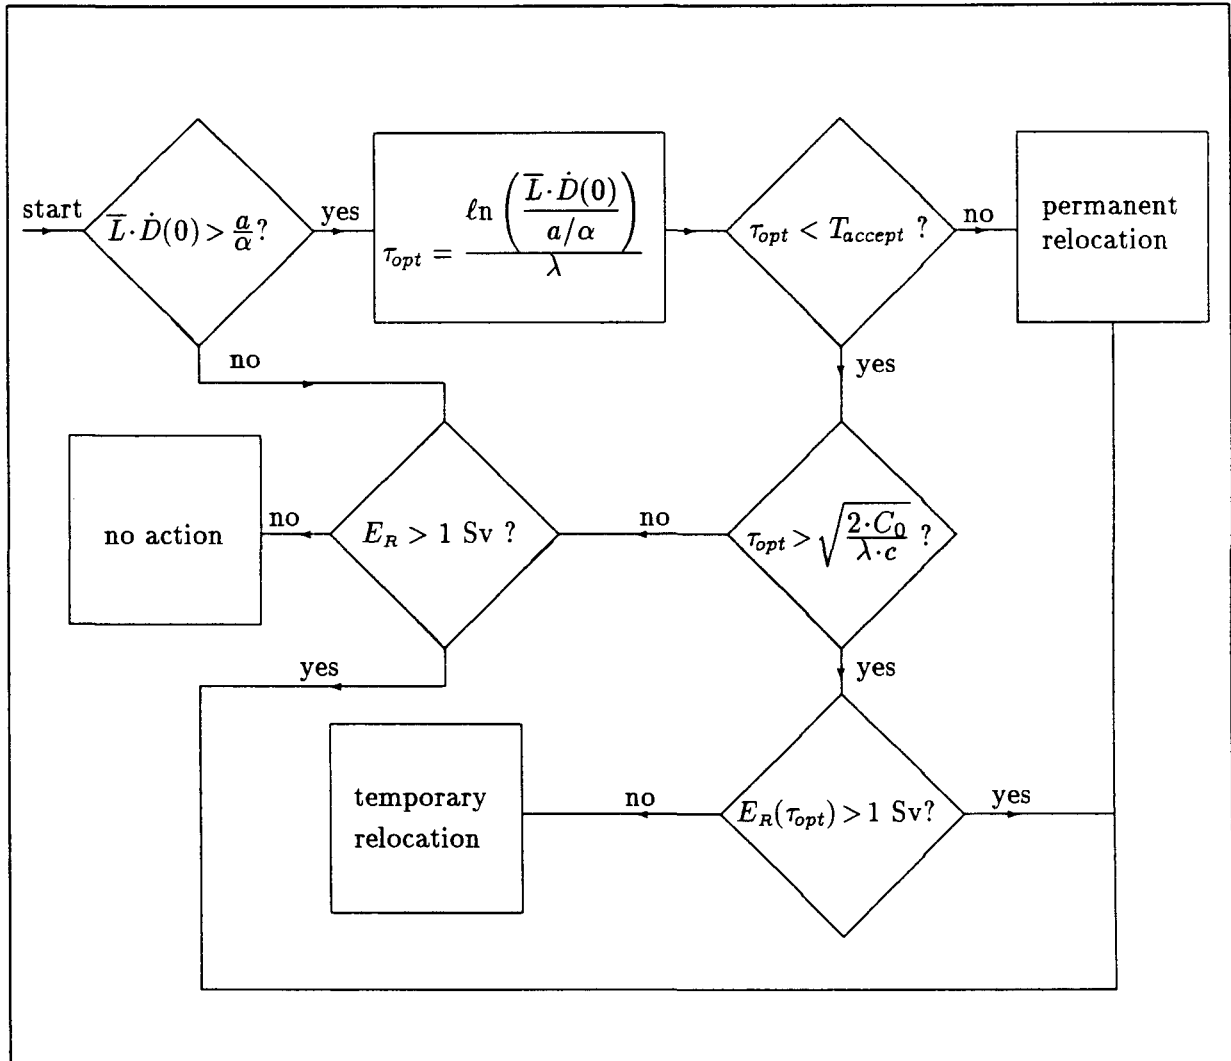 start
L̅·Ḋ(0) > a/α?
yes
τ_opt = ln( (L̅·Ḋ(0)) / (a/α) ) / λ
τ_opt < T_accept ?
no
permanent
relocation
no
yes
no action
no
E_R > 1 Sv ?
no
τ_opt > √( (2·C_0) / (λ·c) ) ?
yes
yes
temporary
relocation
no
E_R(τ_opt) > 1 Sv?
yes